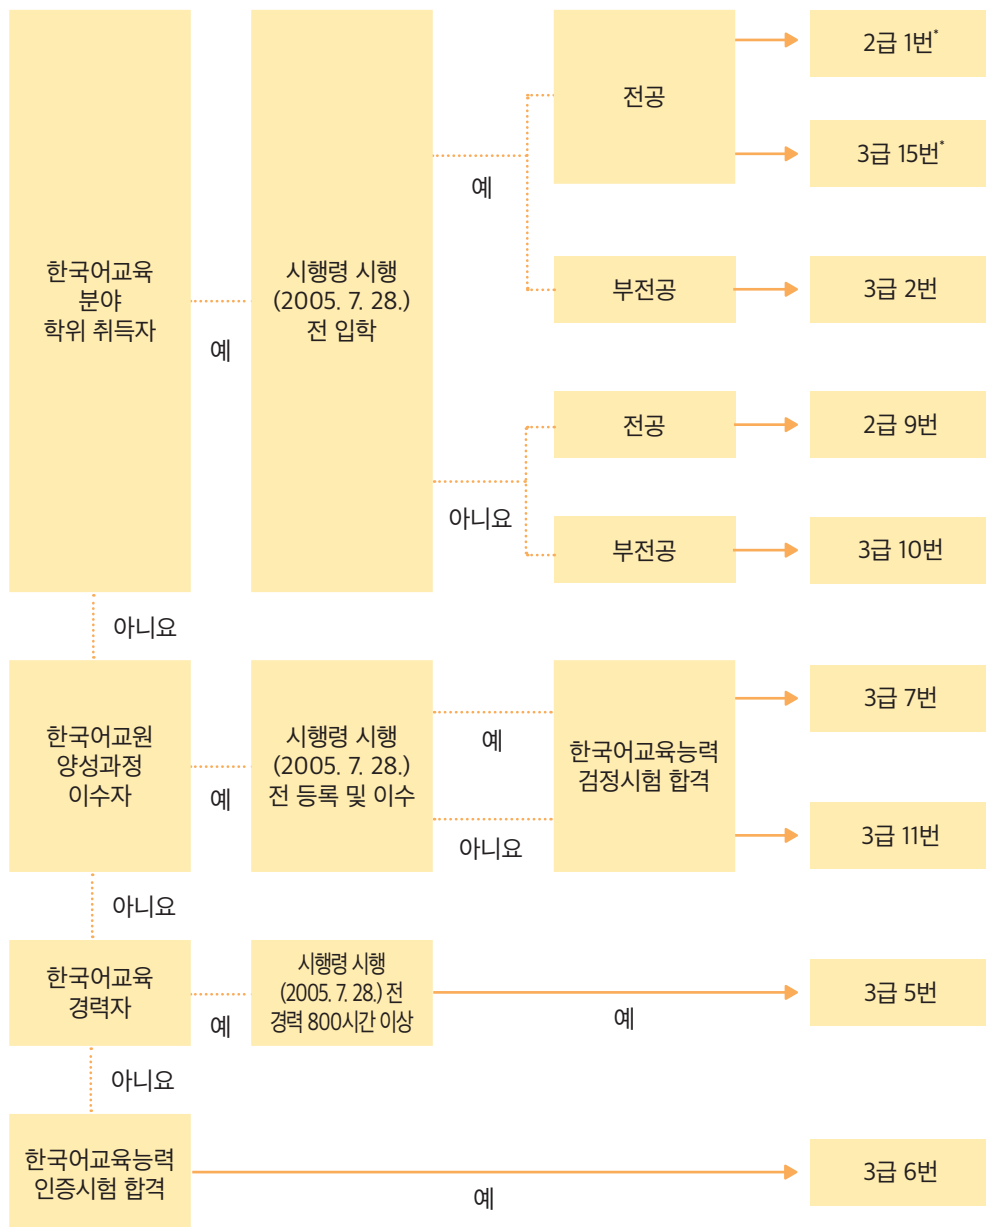 한국어교육
분야
학위 취득자
예
시행령 시행
(2005. 7. 28.)
전 입학
예
전공
2급 1번*
3급 15번*
부전공
3급 2번
아니요
전공
2급 9번
부전공
3급 10번
아니요
한국어교원
양성과정
이수자
예
시행령 시행
(2005. 7. 28.)
전 등록 및 이수
예
아니요
한국어교육능력
검정시험 합격
3급 7번
3급 11번
아니요
한국어교육
경력자
예
시행령 시행
(2005. 7. 28.) 전
경력 800시간 이상
예
3급 5번
아니요
한국어교육능력
인증시험 합격
예
3급 6번